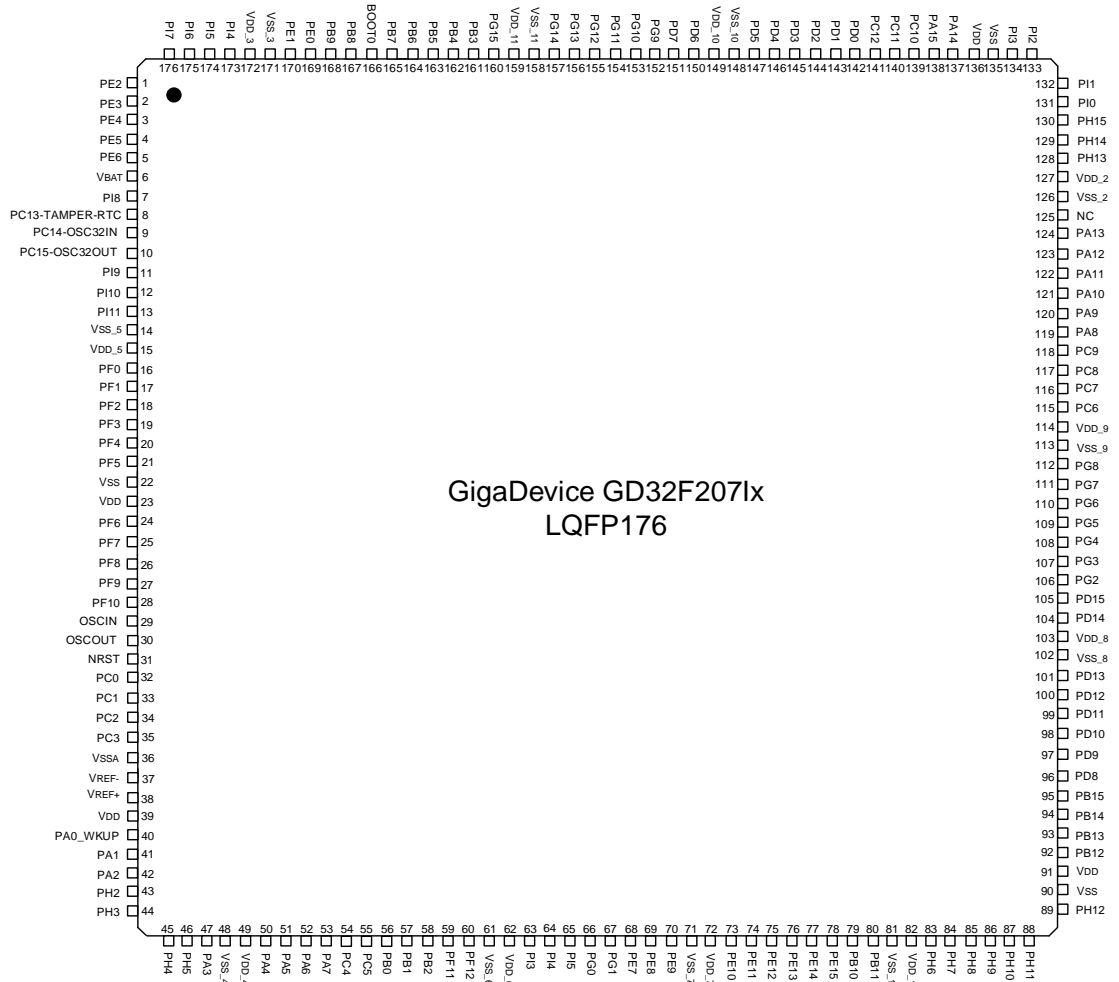 PI7 PI6 PI5 PI4 VDD_3 VSS_3 PE1 PE0 PB9 PB8 BOOT0 PB7 PB6 PB5 PB4 PB3 PG15 VDD_11 VSS_11 PG14 PG13 PG12 PG11 PG10 PG9 PD7 PD6 VDD_10 VSS_10 PD5 PD4 PD3 PD2 PD1 PD0 PC12 PC11 PC10 PA15 PA14 VDD VSS PI3 PI2
176 175 174 173 172 171 170 169 168 167 166 165 164 163 162 161 160 159 158 157 156 155 154 153 152 151 150 149 148 147 146 145 144 143 142 141 140 139 138 137 136 135 134 133
PE2 1
PE3 2
PE4 3
PE5 4
PE6 5
VBAT 6
PI8 7
PC13-TAMPER-RTC 8
PC14-OSC32IN 9
PC15-OSC32OUT 10
PI9 11
PI10 12
PI11 13
VSS_5 14
VDD_5 15
PF0 16
PF1 17
PF2 18
PF3 19
PF4 20
PF5 21
VSS 22
VDD 23
PF6 24
PF7 25
PF8 26
PF9 27
PF10 28
OSCIN 29
OSCOUT 30
NRST 31
PC0 32
PC1 33
PC2 34
PC3 35
VSSA 36
VREF- 37
VREF+ 38
VDD 39
PA0_WKUP 40
PA1 41
PA2 42
PH2 43
PH3 44
GigaDevice GD32F207Ix
LQFP176
132 PI1
131 PI0
130 PH15
129 PH14
128 PH13
127 VDD_2
126 VSS_2
125 NC
124 PA13
123 PA12
122 PA11
121 PA10
120 PA9
119 PA8
118 PC9
117 PC8
116 PC7
115 PC6
114 VDD_9
113 VSS_9
112 PG8
111 PG7
110 PG6
109 PG5
108 PG4
107 PG3
106 PG2
105 PD15
104 PD14
103 VDD_8
102 VSS_8
101 PD13
100 PD12
99 PD11
98 PD10
97 PD9
96 PD8
95 PB15
94 PB14
93 PB13
92 PB12
91 VDD
90 VSS
89 PH12
45 46 47 48 49 50 51 52 53 54 55 56 57 58 59 60 61 62 63 64 65 66 67 68 69 70 71 72 73 74 75 76 77 78 79 80 81 82 83 84 85 86 87 88
PH4 PH5 PA3 VSS_4 PA4 PA5 PA6 PA7 PC4 PC5 PB0 PB1 PB2 PF11 PF12 VSS_6 PI3 PI4 PI5 PG0 PG1 PE7 PE8 PE9 VSS_7 PE10 PE11 PE12 PE13 PE14 PE15 PB10 PB11 PH6 PH7 PH8 PH9 PH10 PH11